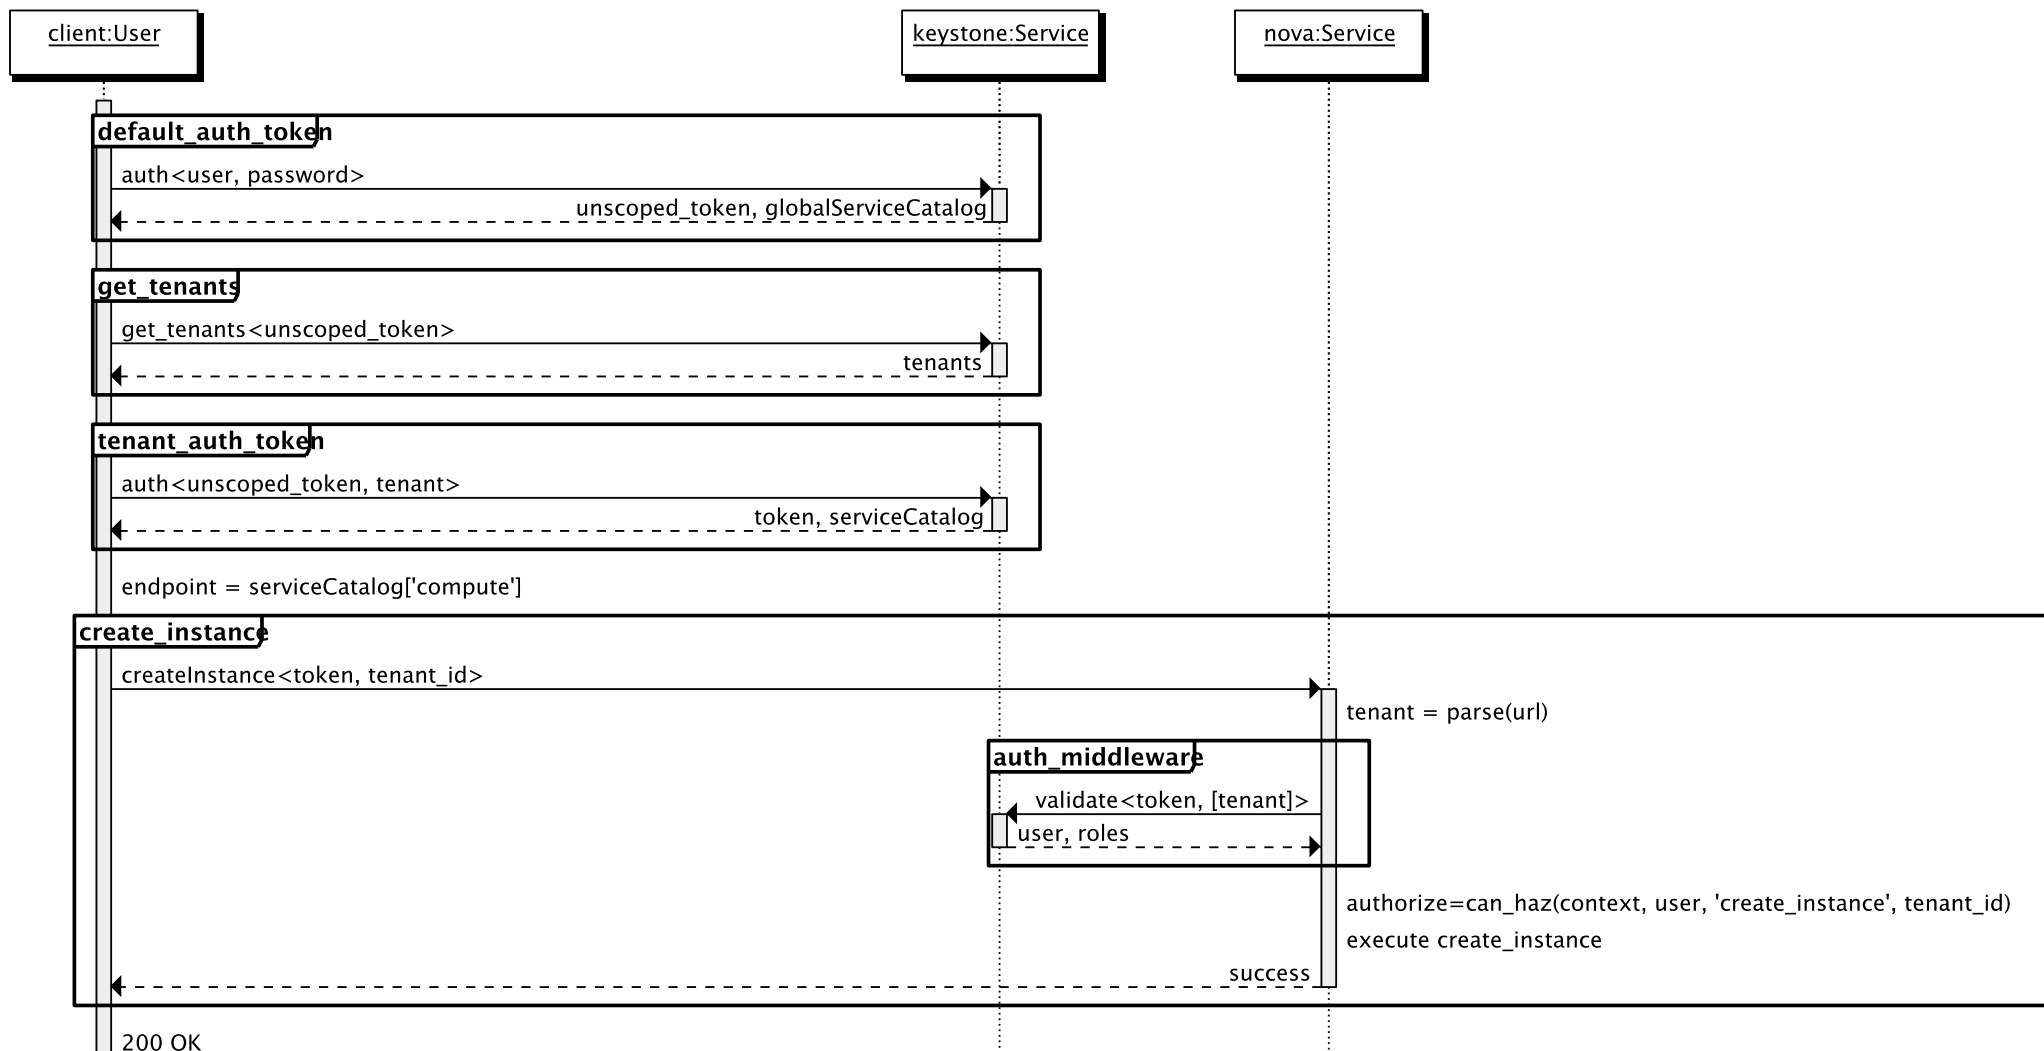 client:User
keystone:Service
nova:Service
default_auth_token
auth<user, password>
unscoped_token, globalServiceCatalog
get_tenants
get_tenants<unscoped_token>
tenants
tenant_auth_token
auth<unscoped_token, tenant>
token, serviceCatalog
endpoint = serviceCatalog['compute']
create_instance
createInstance<token, tenant_id>
tenant = parse(url)
auth_middleware
validate<token, [tenant]>
user, roles
authorize=can_haz(context, user, 'create_instance', tenant_id)
execute create_instance
success
200 OK